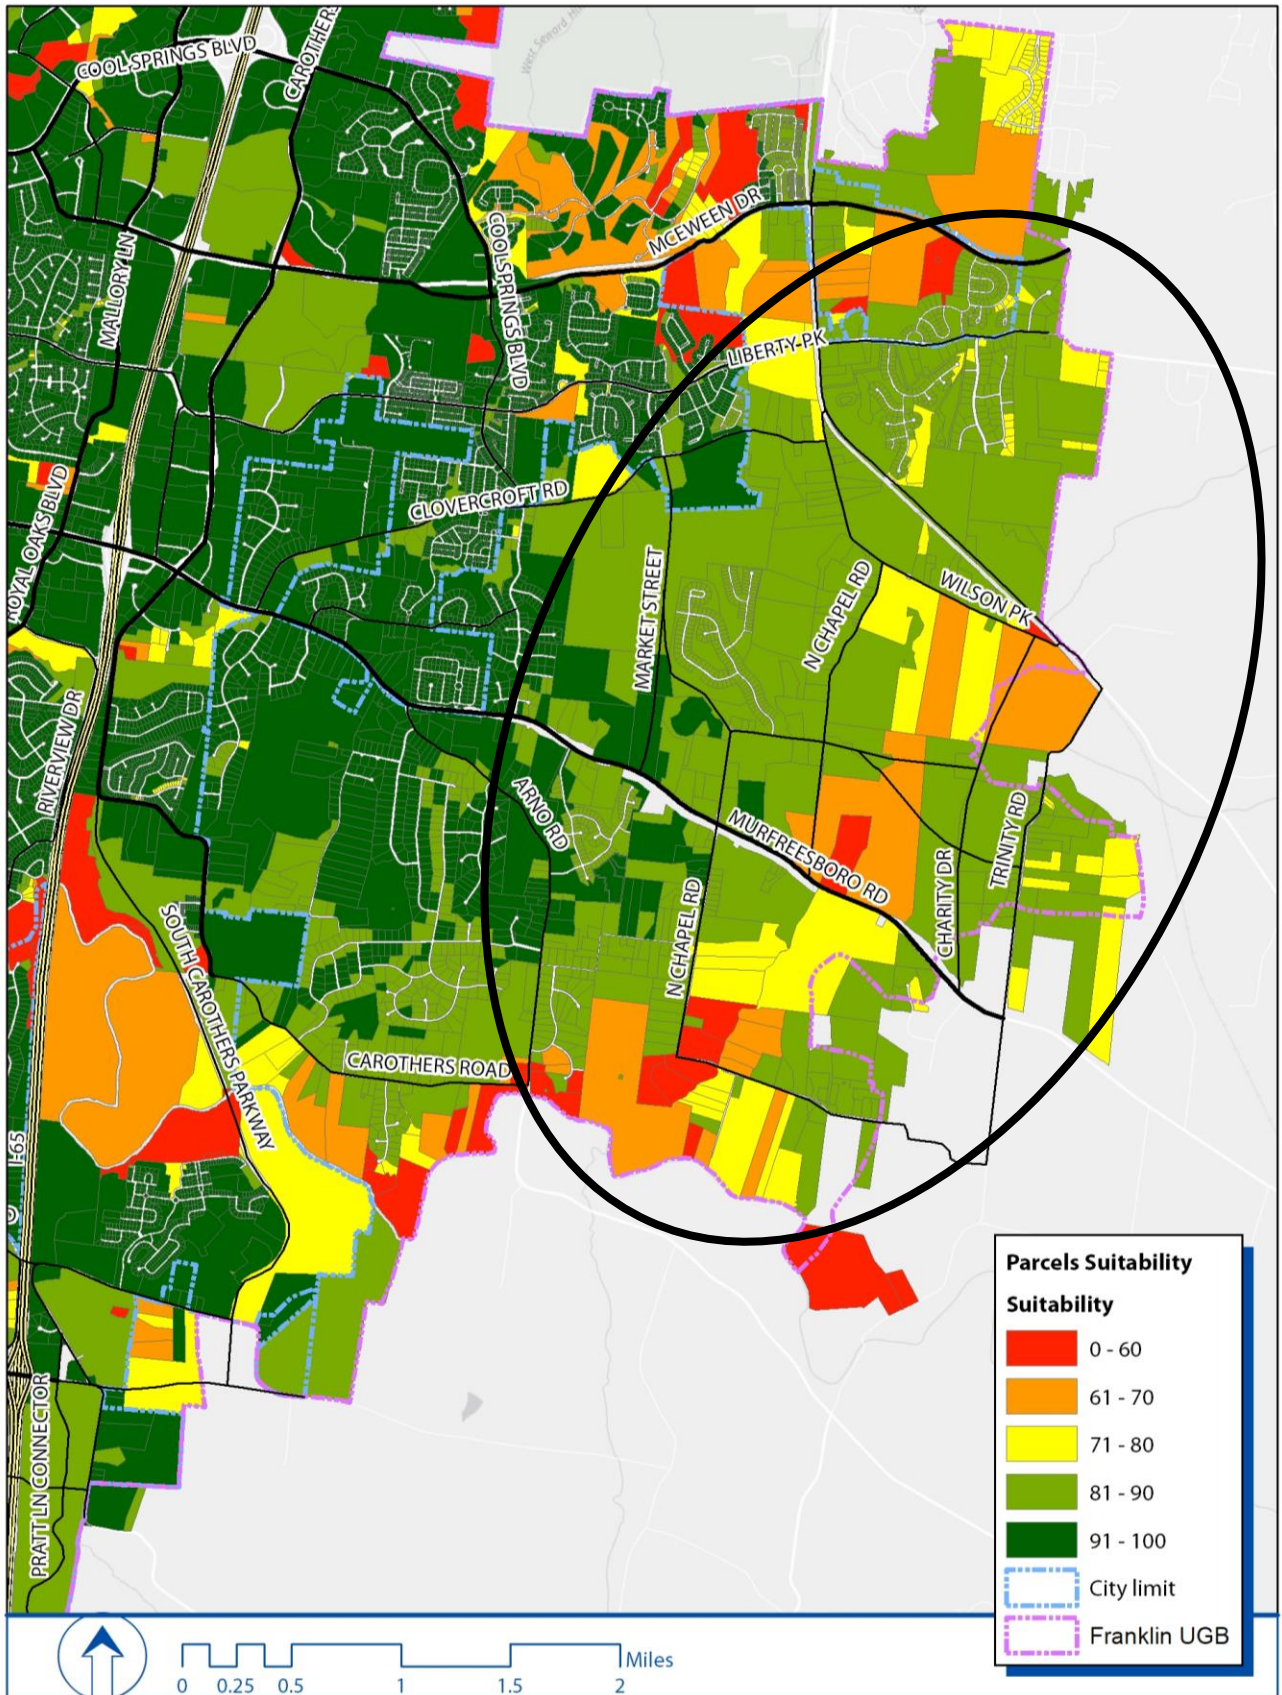 West Seward H
COOL SPRINGS BLVD
CAROTHERS
MALLORY LN
COOLSPRINGS BLVD
MCEWEEN DR
LIBERTY PK
ROYAL OAKS BLVD
CLOVERCROFT RD
MARKET STREET
N CHAPEL RD
WILSON PK
RIVERVIEW DR
ARNO RD
MURFREESBORO RD
TRINITY RD
CHARITY DR
N CHAPEL RD
SOUTH CAROTHERS PARKWAY
CAROTHERS ROAD
I-65
PRATT LN CONNECTOR
Parcels Suitability
Suitability
0 - 60
61 - 70
71 - 80
81 - 90
91 - 100
City limit
Franklin UGB
Miles
0 0.25 0.5 1 1.5 2